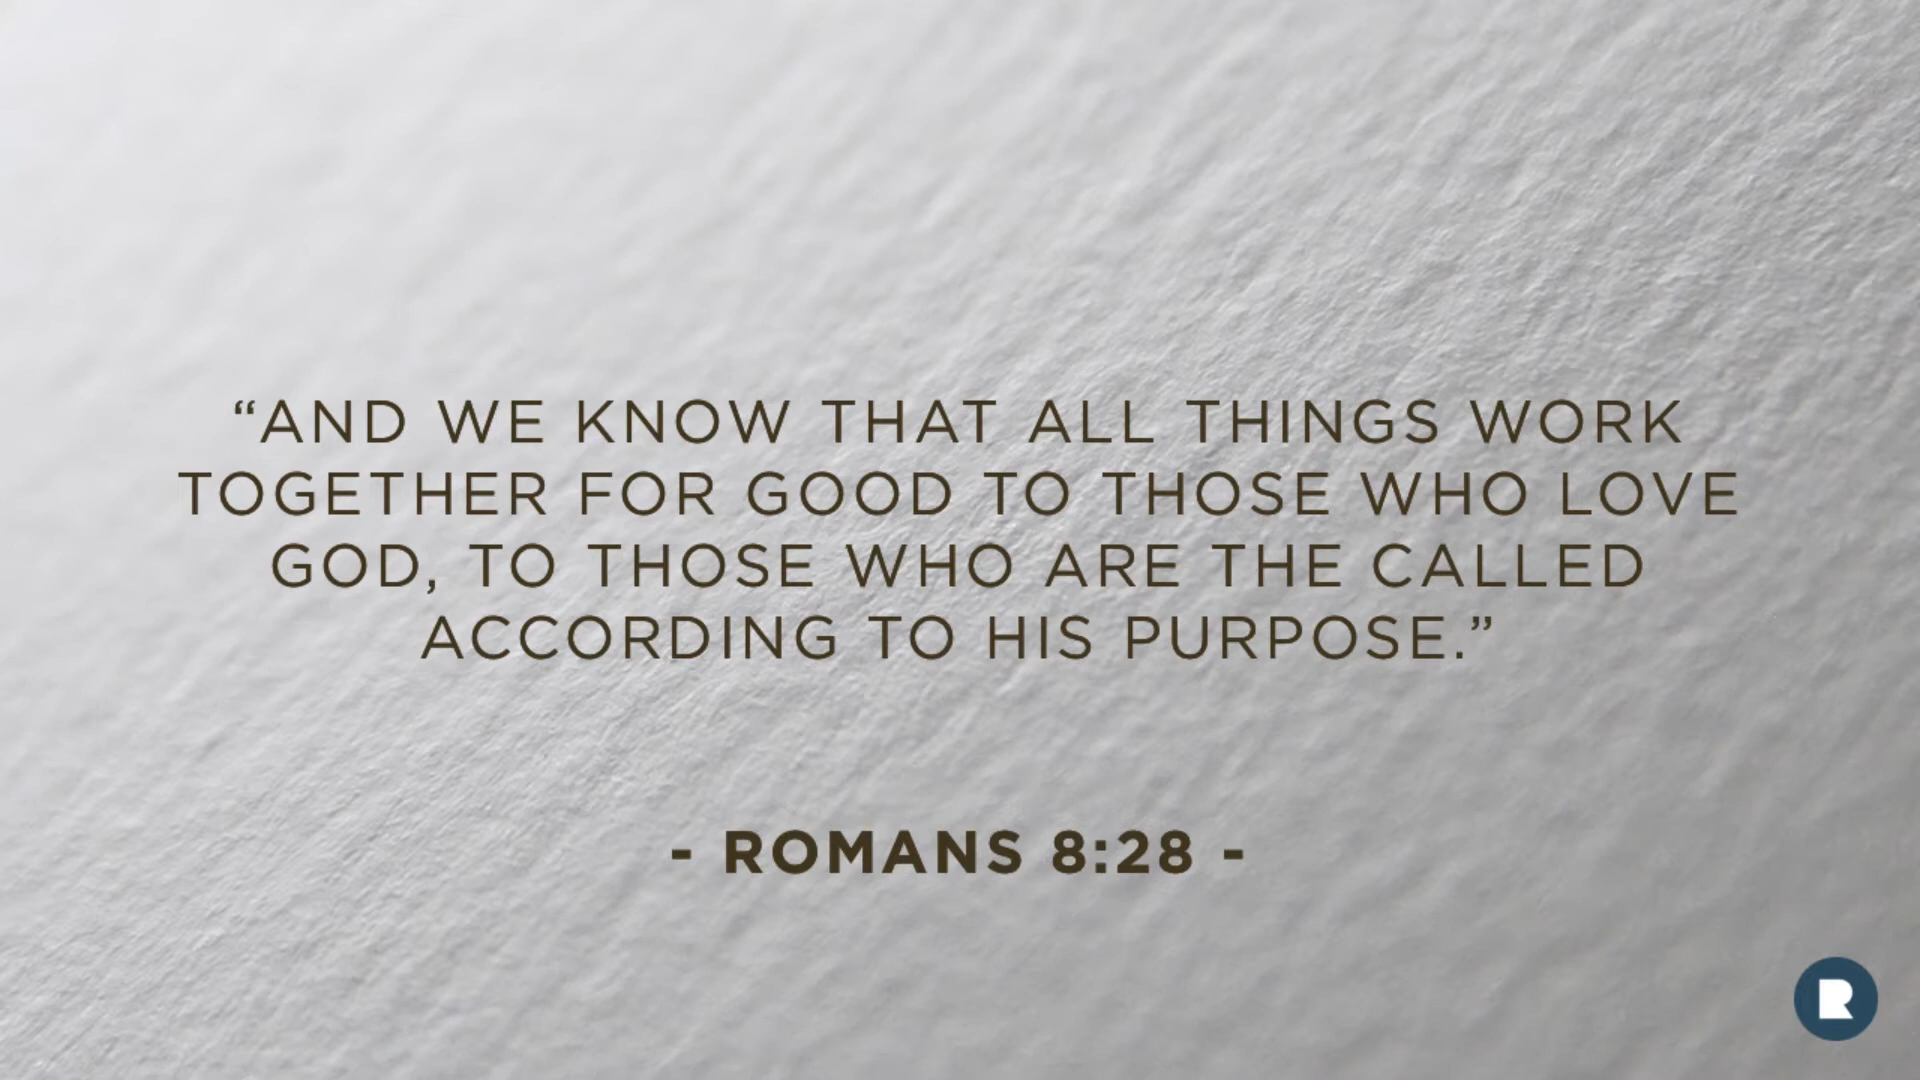 “AND WE KNOW THAT ALL THINGS WORK
TOGETHER FOR GOOD TO THOSE WHO LOVE
GOD, TO THOSE WHO ARE THE CALLED
ACCORDING TO HIS PURPOSE.”
- ROMANS 8:28 -
R